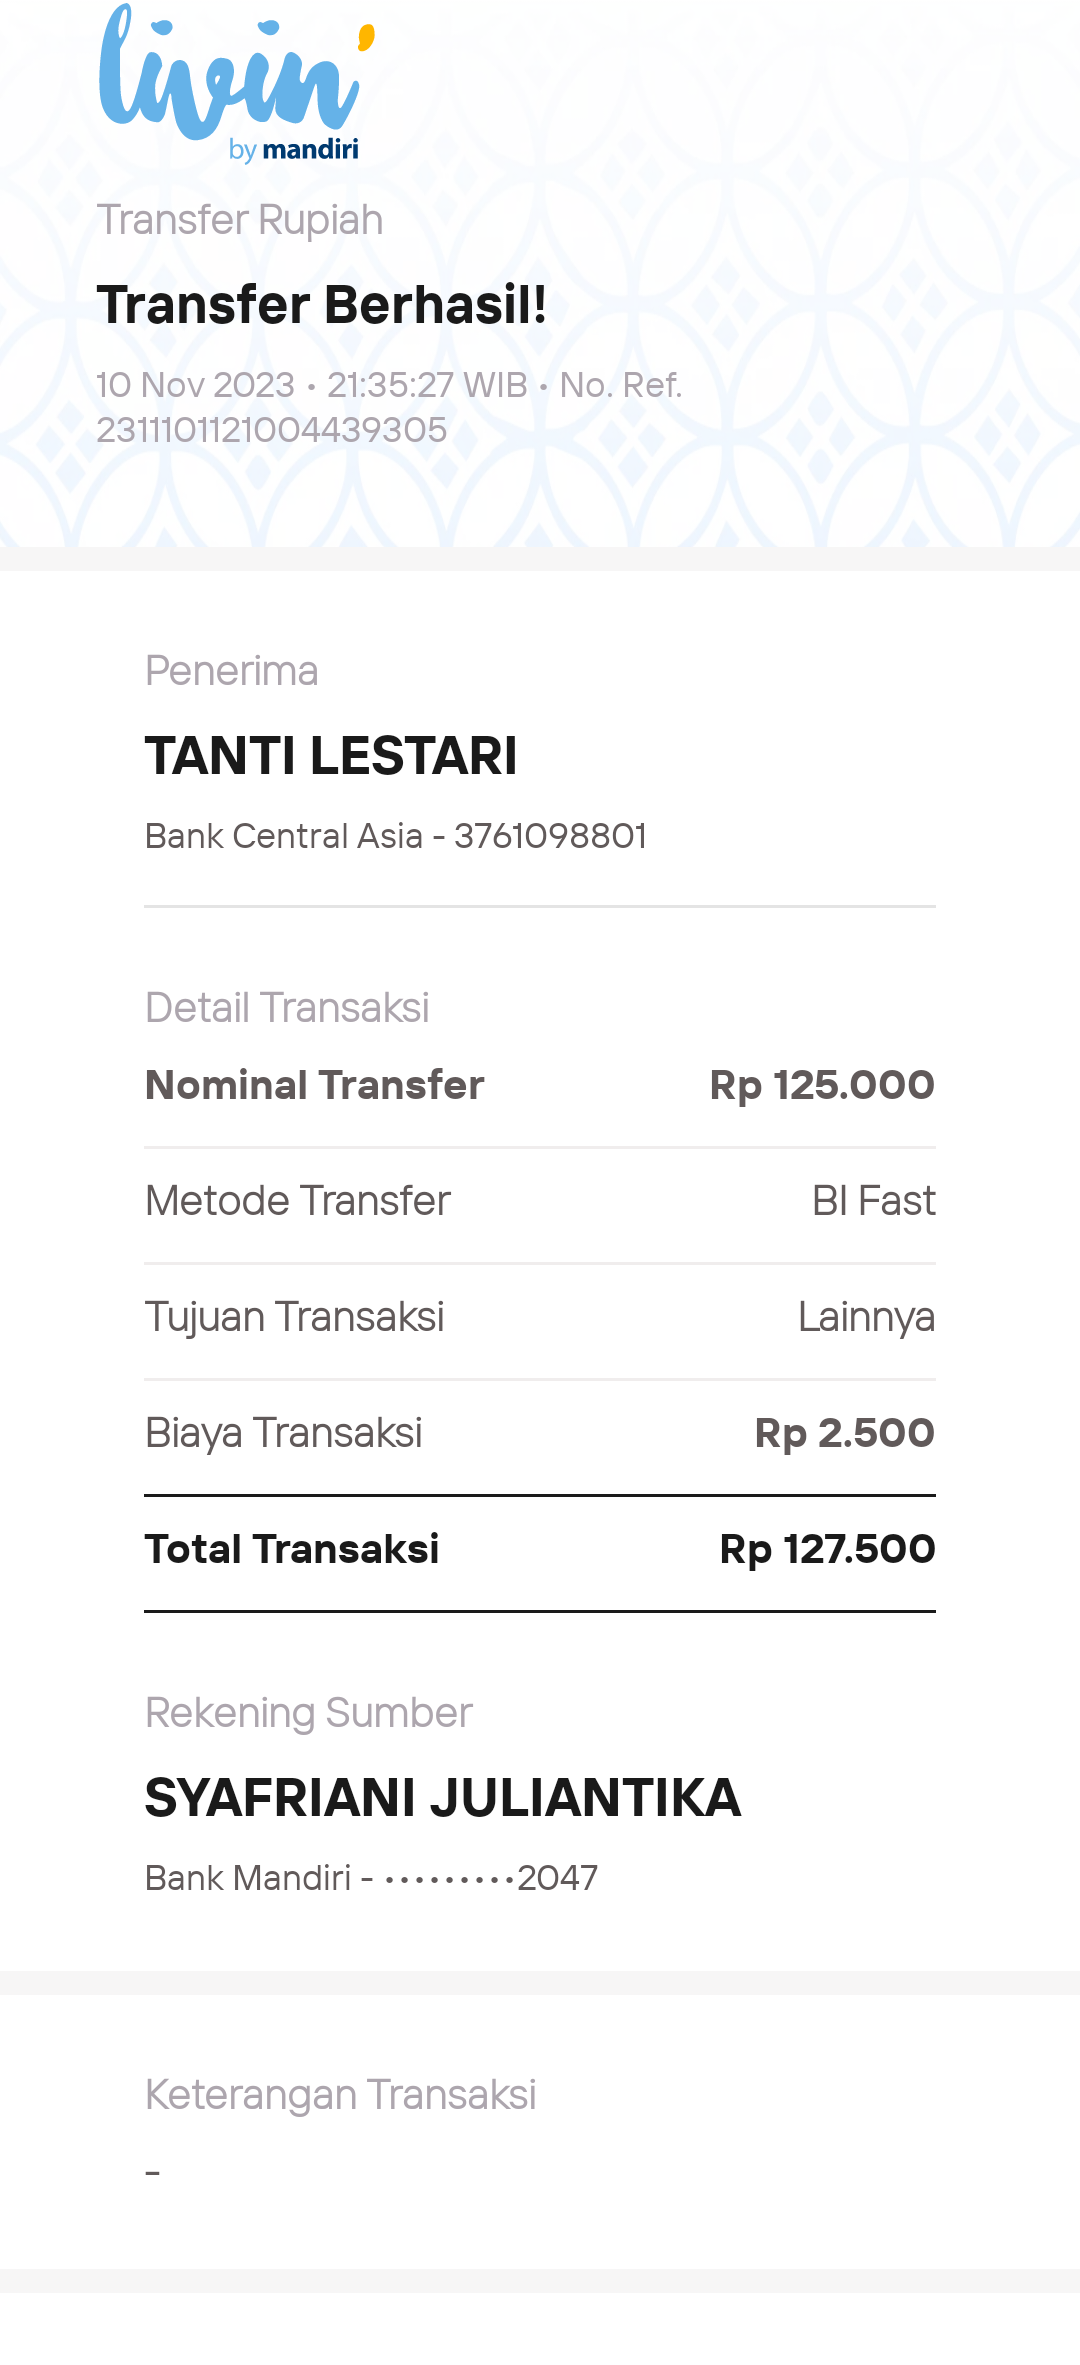 livin'
by mandiri
Transfer Rupiah
Transfer Berhasil!
10 Nov 2023 • 21:35:27 WIB • No. Ref.
2311101121004439305
Penerima
TANTI LESTARI
Bank Central Asia - 3761098801
Detail Transaksi
Nominal Transfer Rp 125.000
Metode Transfer BI Fast
Tujuan Transaksi Lainnya
Biaya Transaksi Rp 2.500
Total Transaksi Rp 127.500
Rekening Sumber
SYAFRIANI JULIANTIKA
Bank Mandiri - •••••••••2047
Keterangan Transaksi
-